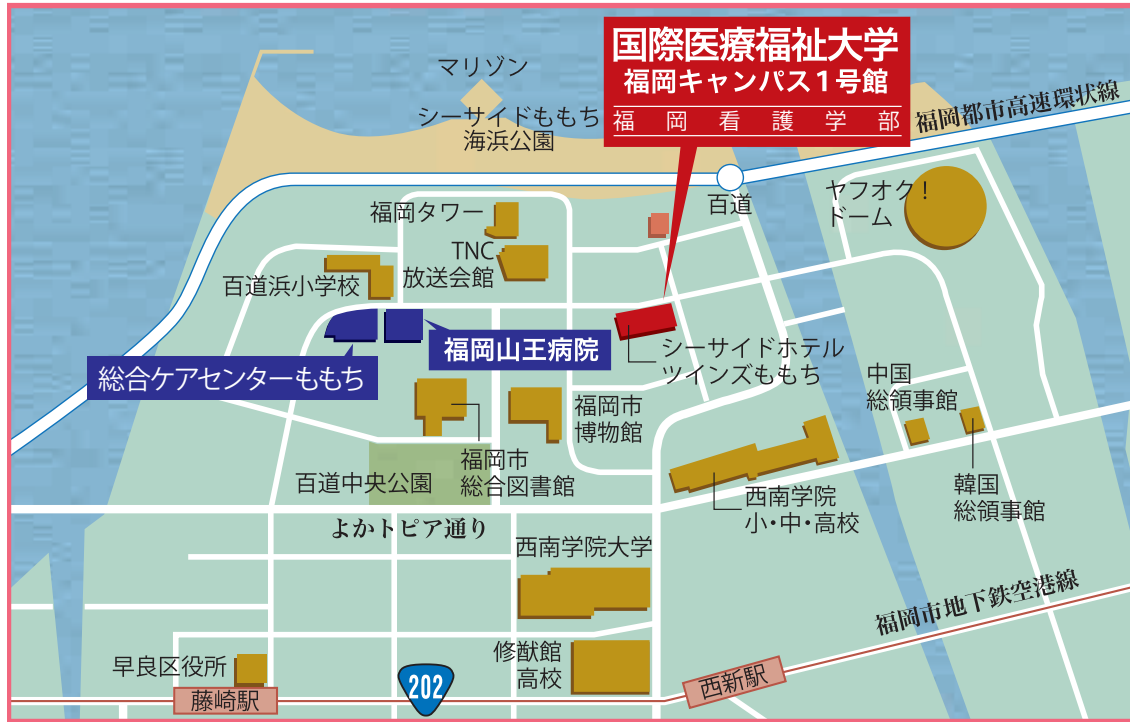 国際医療福祉大学
福岡キャンパス1号館
福岡看護学部
マリゾン
シーサイドももち
海浜公園
福岡都市高速環状線
百道
ヤフオク!
ドーム
福岡タワー
TNC
放送会館
百道浜小学校
福岡山王病院
総合ケアセンターももち
シーサイドホテル
ツインズももち
中国
総領事館
福岡市
博物館
福岡市
総合図書館
百道中央公園
西南学院
小・中・高校
韓国
総領事館
よかトピア通り
西南学院大学
福岡市地下鉄空港線
修猷館
高校
早良区役所
藤崎駅
202
西新駅